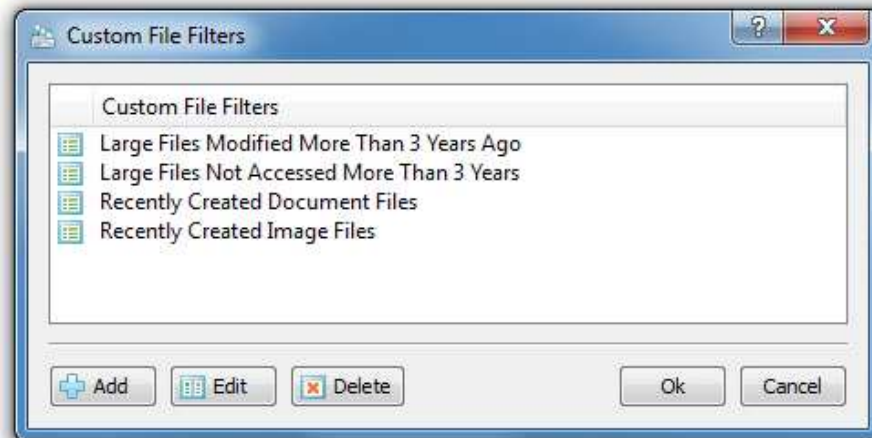 Custom File Filters
?
Custom File Filters
Large Files Modified More Than 3 Years Ago
Large Files Not Accessed More Than 3 Years
Recently Created Document Files
Recently Created Image Files
Add Edit Delete Ok Cancel